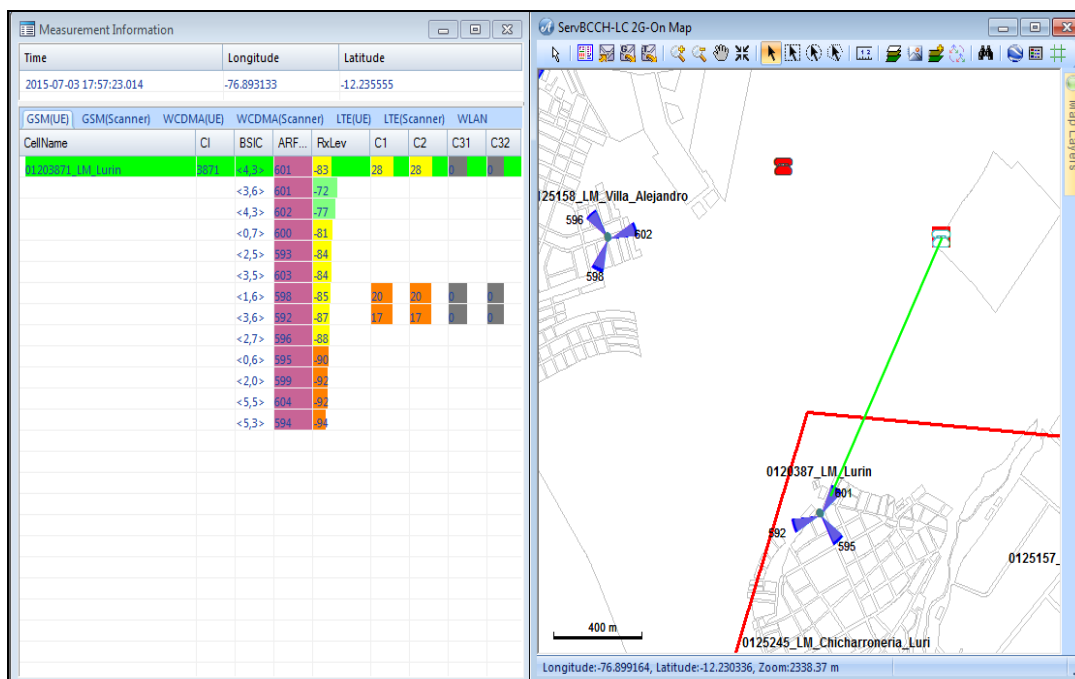 Measurement Information
Time Longitude Latitude
2015-07-03 17:57:23.014 -76.893133 -12.235555
GSM(UE) GSM(Scanner) WCDMA(UE) WCDMA(Scanner) LTE(UE) LTE(Scanner) WLAN
CellName CI BSIC ARF... RxLev C1 C2 C31 C32
01203871_LM_Lurin 3871 <4,3> 601 -83 28 28 0 0
<3,6> 601 -72
<4,3> 602 -77
<0,7> 600 -81
<2,5> 593 -84
<3,5> 603 -84
<1,6> 598 -85 20 20 0 0
<3,6> 592 -87 17 17 0 0
<2,7> 596 -88
<0,6> 595 -90
<2,0> 599 -92
<5,5> 604 -92
<5,3> 594 -94
ServBCCH-LC 2G-On Map
Map Layers
0125158_LM_Villa_Alejandro
596
602
598
0120387_LM_Lurin
601
592
595
0125157_
400 m
0125245_LM_Chicharroneria_Luri
Longitude:-76.899164, Latitude:-12.230336, Zoom:2338.37 m